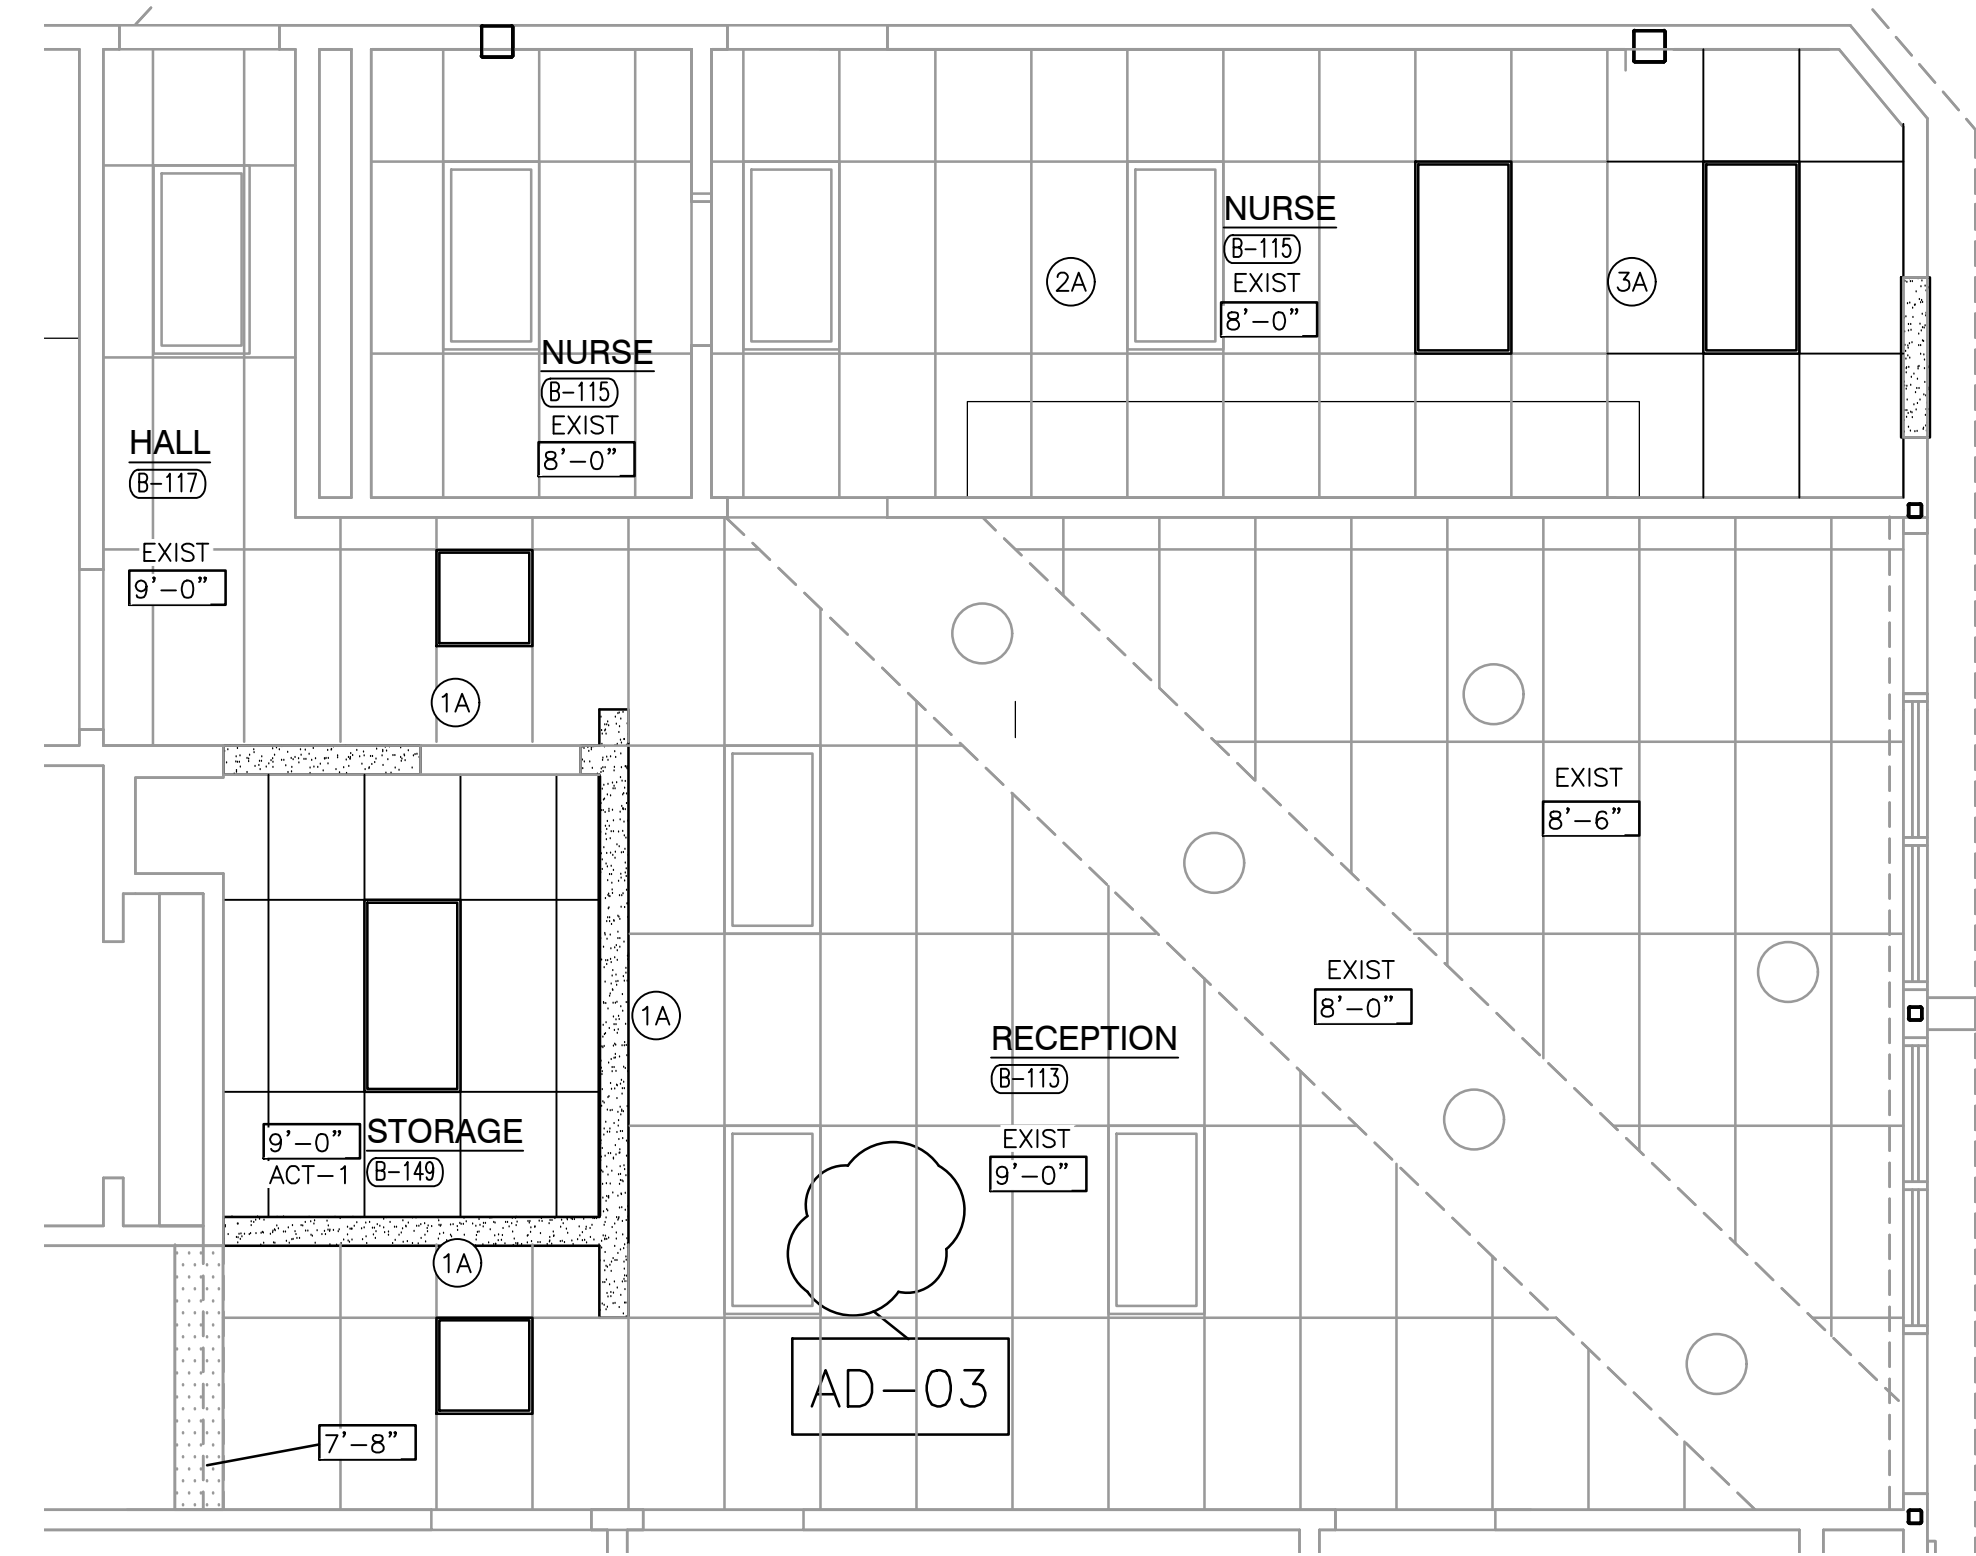 NURSE
B-115
EXIST
8'-0"
2A
3A
NURSE
B-115
EXIST
8'-0"
HALL
B-117
EXIST
9'-0"
1A
EXIST
8'-6"
EXIST
8'-0"
1A
RECEPTION
B-113
EXIST
9'-0"
9'-0"
ACT-1
STORAGE
B-149
1A
AD-03
7'-8"